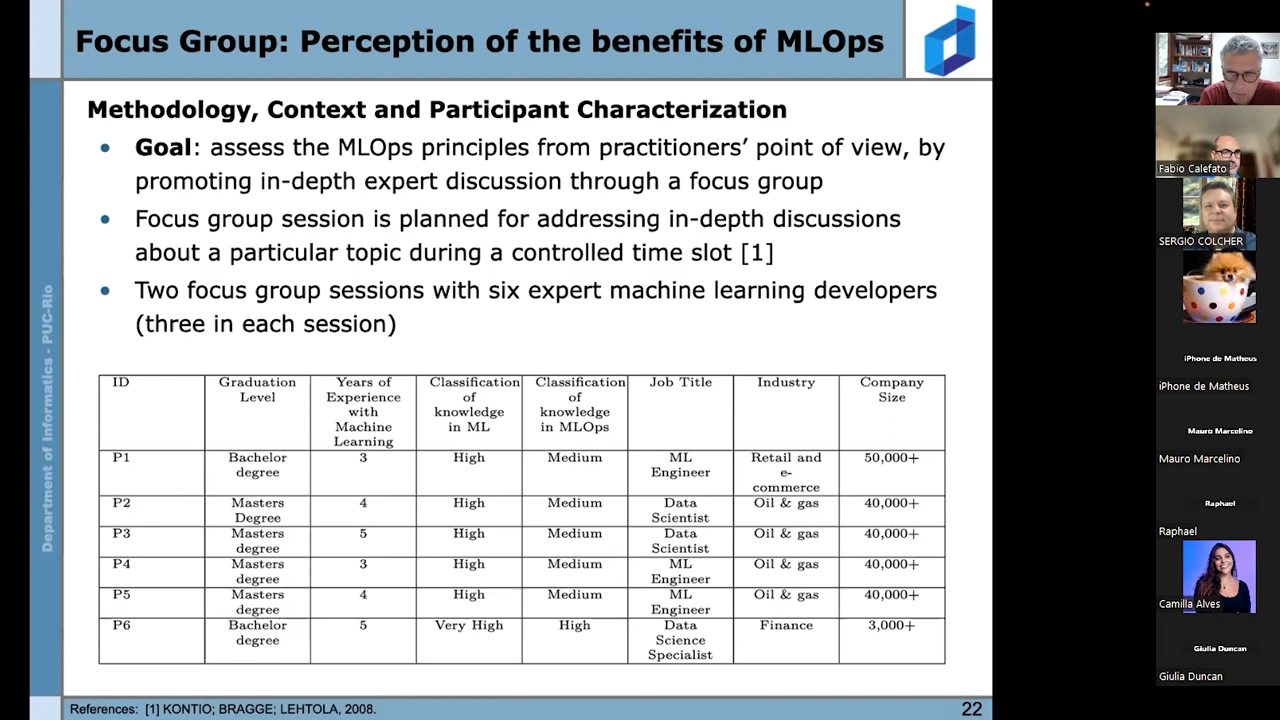 Focus Group: Perception of the benefits of MLOps
Methodology, Context and Participant Characterization
• Goal: assess the MLOps principles from practitioners' point of view, by
promoting in-depth expert discussion through a focus group
• Focus group session is planned for addressing in-depth discussions
about a particular topic during a controlled time slot [1]
• Two focus group sessions with six expert machine learning developers
(three in each session)
ID Graduation Level Years of Experience with Machine Learning Classification of knowledge in ML Classification of knowledge in MLOps Job Title Industry Company Size
P1 Bachelor degree 3 High Medium ML Engineer Retail and e-commerce 50,000+
P2 Masters Degree 4 High Medium Data Scientist Oil & gas 40,000+
P3 Masters degree 5 High Medium Data Scientist Oil & gas 40,000+
P4 Masters degree 3 High Medium ML Engineer Oil & gas 40,000+
P5 Masters degree 4 High Medium ML Engineer Oil & gas 40,000+
P6 Bachelor degree 5 Very High High Data Science Specialist Finance 3,000+
References: [1] KONTIO; BRAGGE; LEHTOLA, 2008.
22
Department of Informatics - PUC-Rio
Fabio Calefato
SERGIO COLCHER
iPhone de Matheus
iPhone de Matheus
Mauro Marcelino
Mauro Marcelino
Raphael
Raphael
Camilla Alves
Giulia Duncan
Giulia Duncan